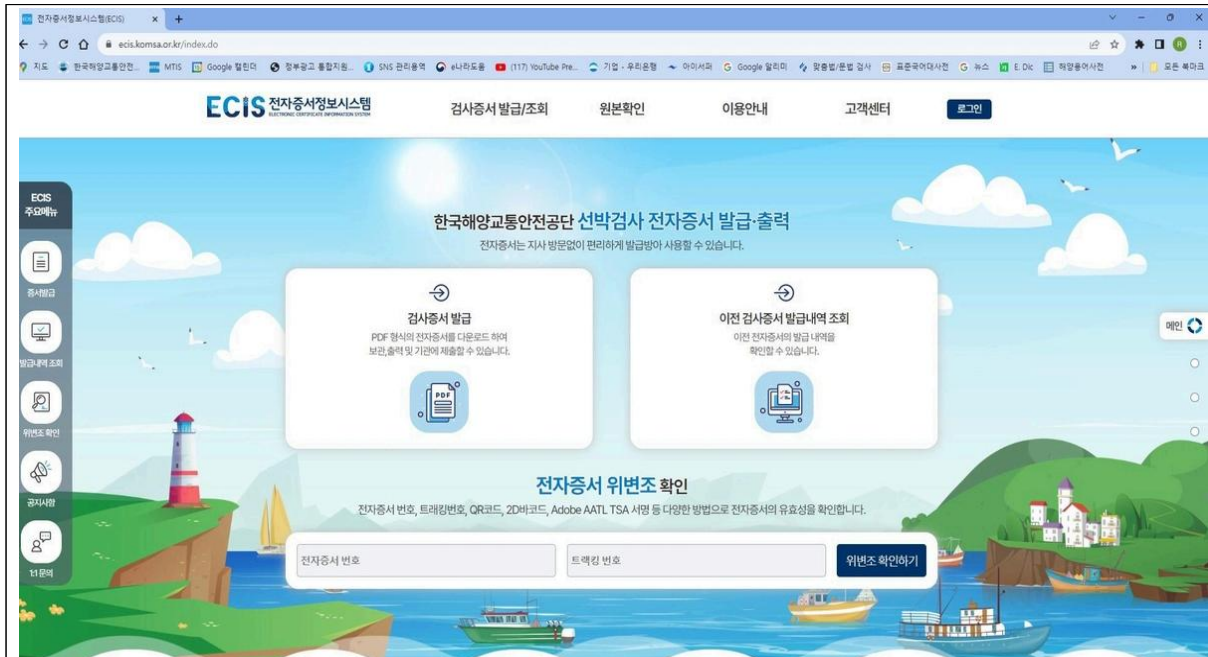 전자증서정보시스템(ECIS)
ecis.komsa.or.kr/index.do
지도 한국해양교통안전... MTIS Google 캘린더 정부광고 통합지원... SNS 관리용역 e나라도움 (117) YouTube Pre... 기업 - 우리은행 아이서퍼 Google 알리미 맞춤법/문법 검사 표준국어대사전 뉴스 E. Dic 해양용어사전 » 모든 북마크
ECIS 전자증서정보시스템 검사증서 발급/조회 원본확인 이용안내 고객센터 로그인
ELECTRONIC CERTIFICATE INFORMATION SYSTEM
ECIS
주요메뉴
증서발급
발급내역 조회
위변조 확인
공지사항
1:1 문의
한국해양교통안전공단 선박검사 전자증서 발급·출력
전자증서는 지사 방문없이 편리하게 발급받아 사용할 수 있습니다.
검사증서 발급
PDF 형식의 전자증서를 다운로드 하여
보관,출력 및 기관에 제출할 수 있습니다.
PDF
이전 검사증서 발급내역 조회
이전 전자증서의 발급 내역을
확인할 수 있습니다.
메인
전자증서 위변조 확인
전자증서 번호, 트래킹번호, QR코드, 2D바코드, Adobe AATL TSA 서명 등 다양한 방법으로 전자증서의 유효성을 확인합니다.
전자증서 번호 트랙킹 번호 위변조 확인하기